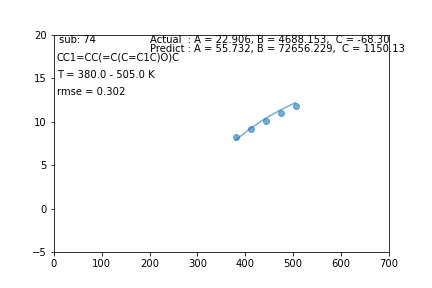 sub: 74
Actual : A = 22.906, B = 4688.153, C = -68.30
Predict : A = 55.732, B = 72656.229, C = 1150.13
CC1=CC(=C(C=C1C)O)C
T = 380.0 - 505.0 K
rmse = 0.302
20
15
10
5
0
−5
0 100 200 300 400 500 600 700